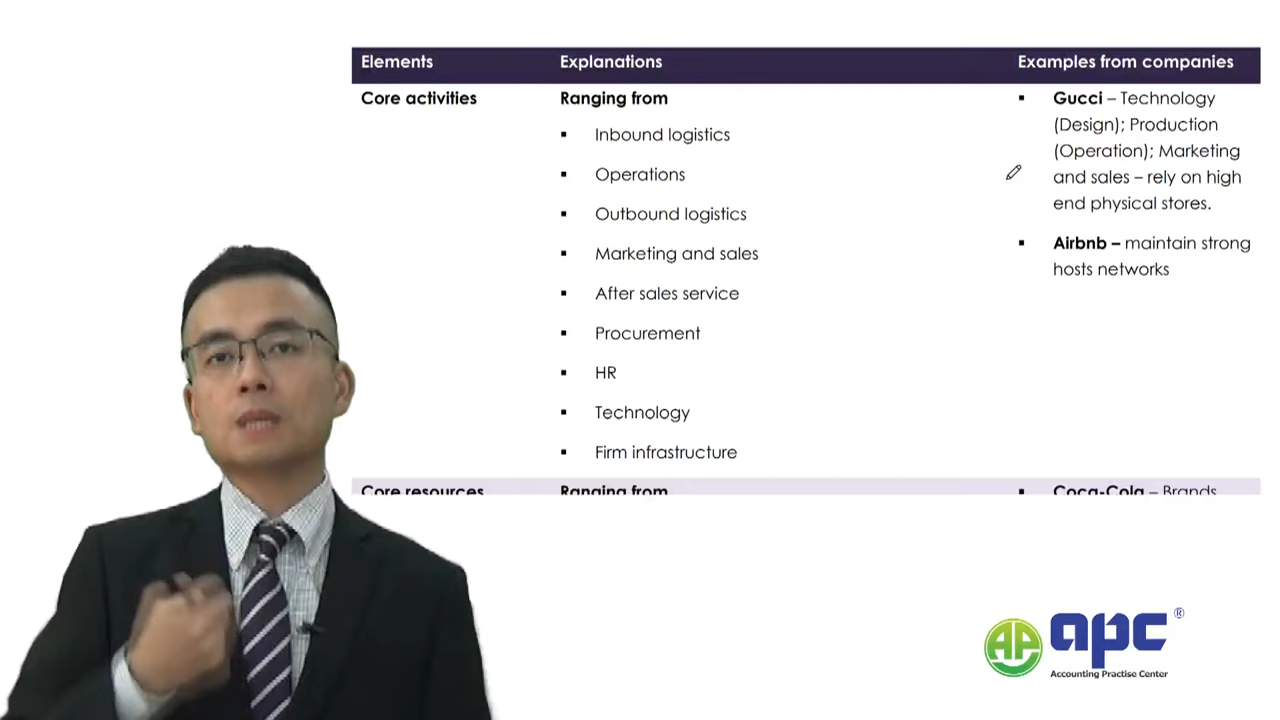 Elements Explanations Examples from companies
Core activities
Ranging from
▪ Inbound logistics
▪ Operations
▪ Outbound logistics
▪ Marketing and sales
▪ After sales service
▪ Procurement
▪ HR
▪ Technology
▪ Firm infrastructure
▪ Gucci – Technology
(Design); Production
(Operation); Marketing
and sales – rely on high
end physical stores.
▪ Airbnb – maintain strong
hosts networks
Core resources Ranging from ▪ Coca-Cola – Brands
AP apc ®
Accounting Practise Center